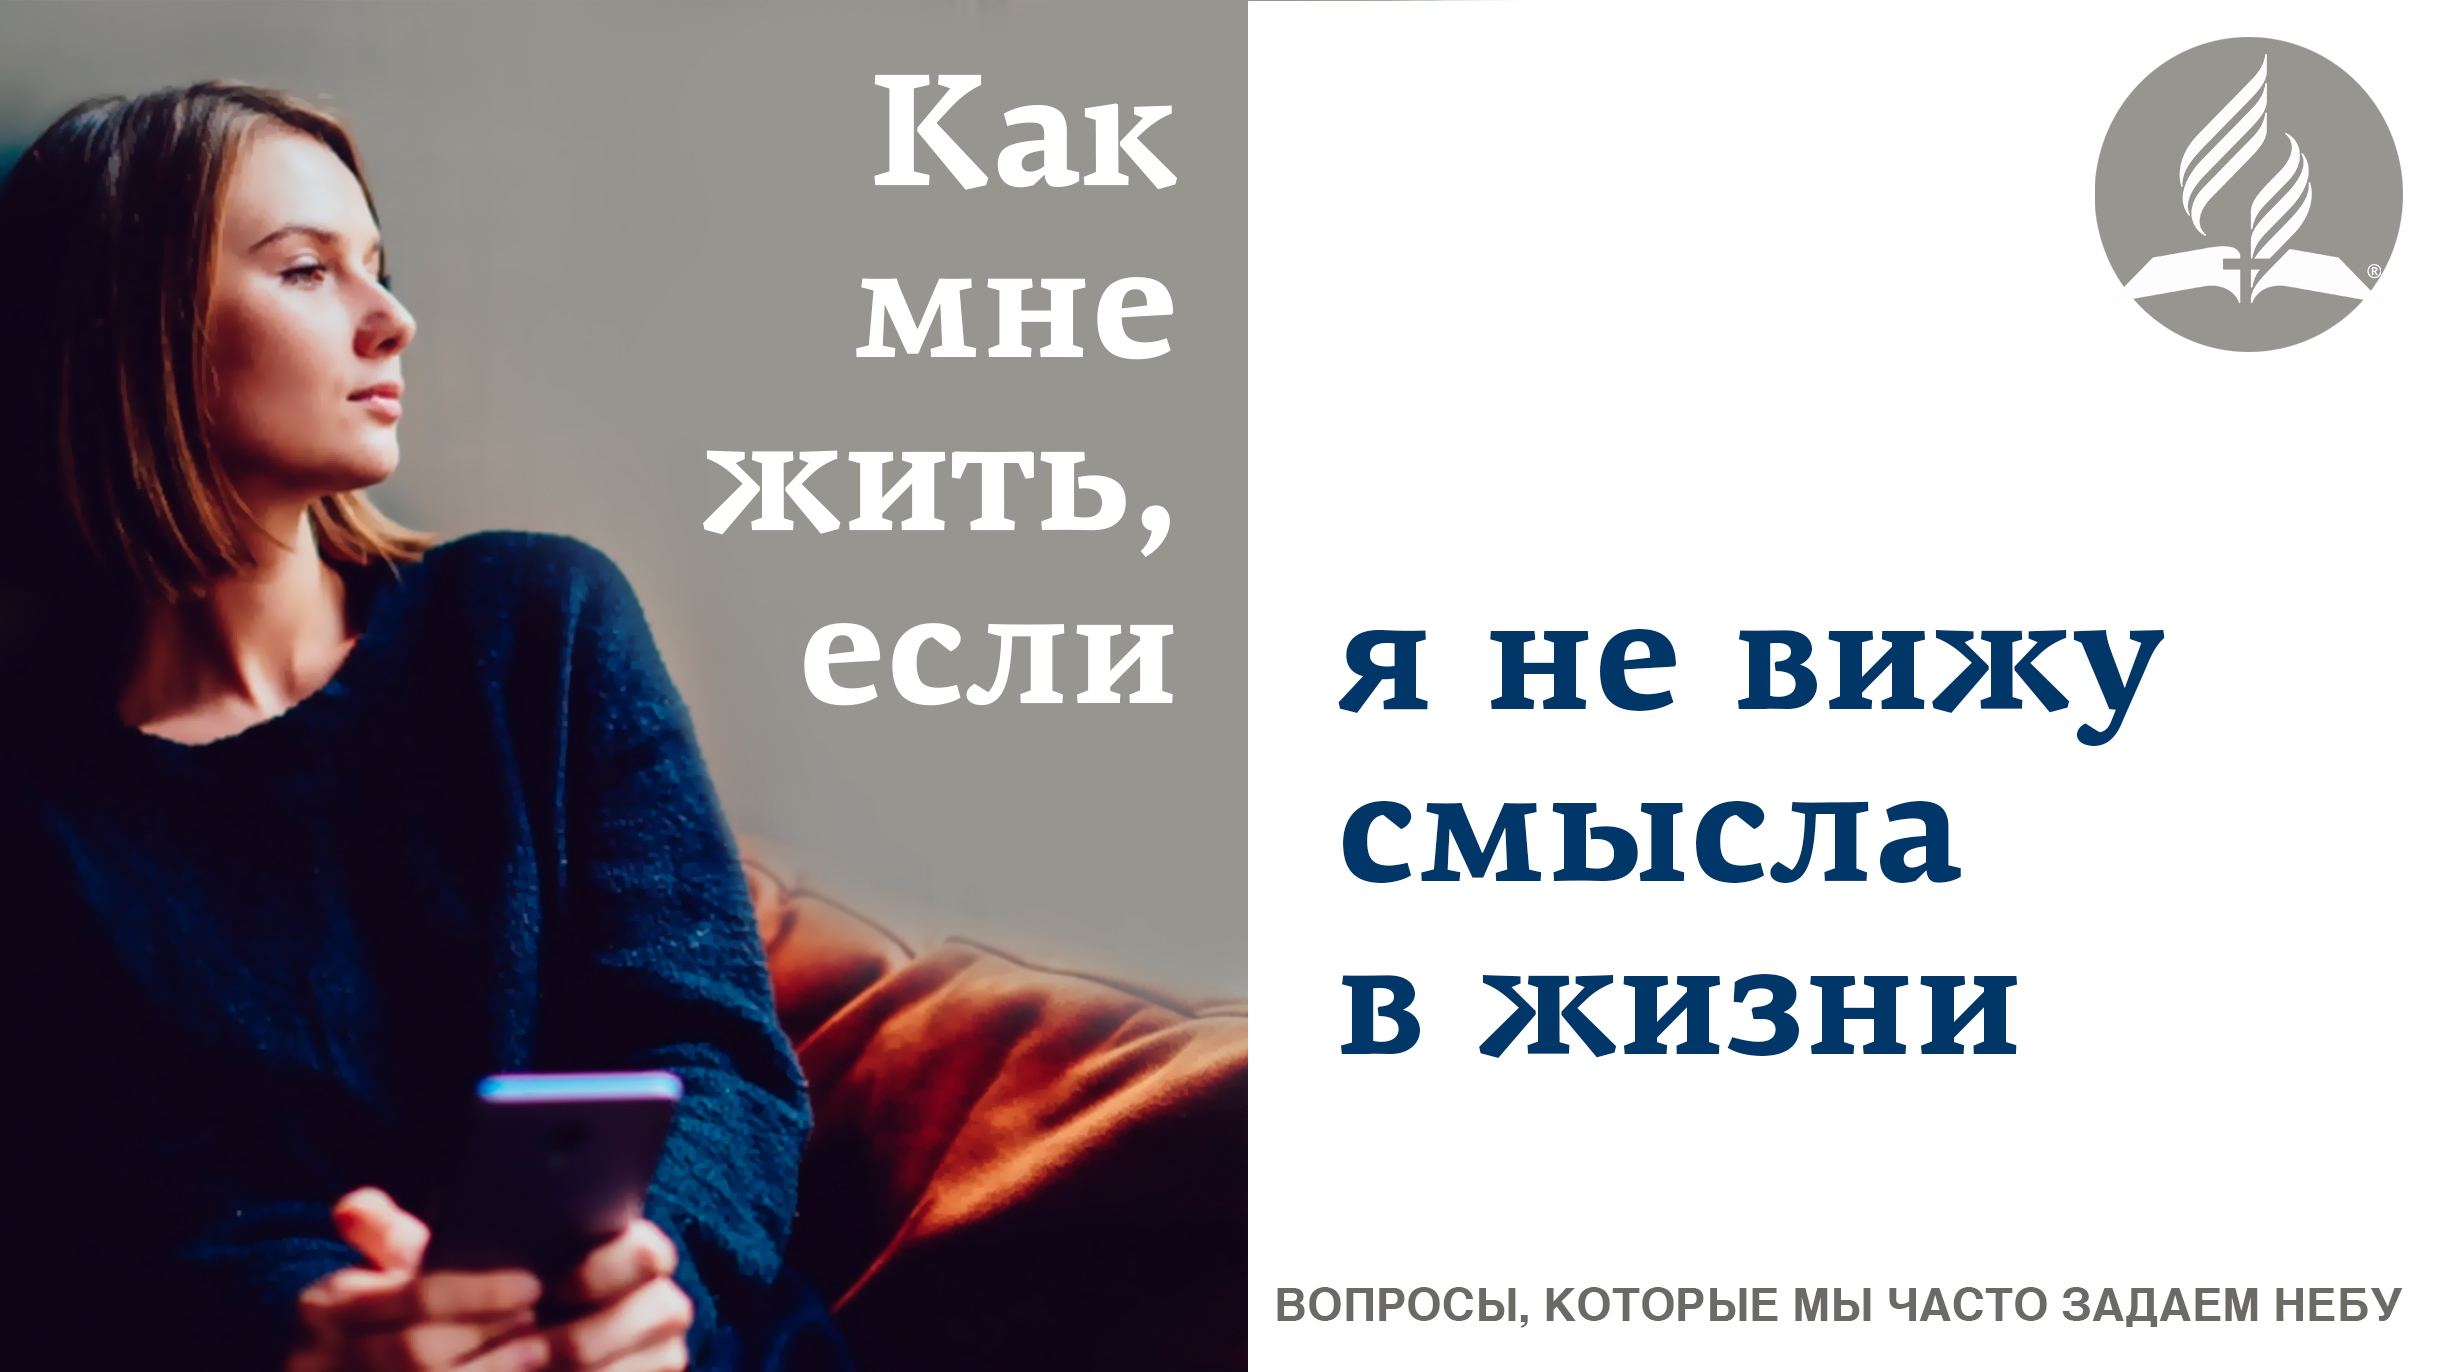 Как
мне
жить,
если
я не вижу
смысла
в жизни
ВОПРОСЫ, КОТОРЫЕ МЫ ЧАСТО ЗАДАЕМ НЕБУ
®